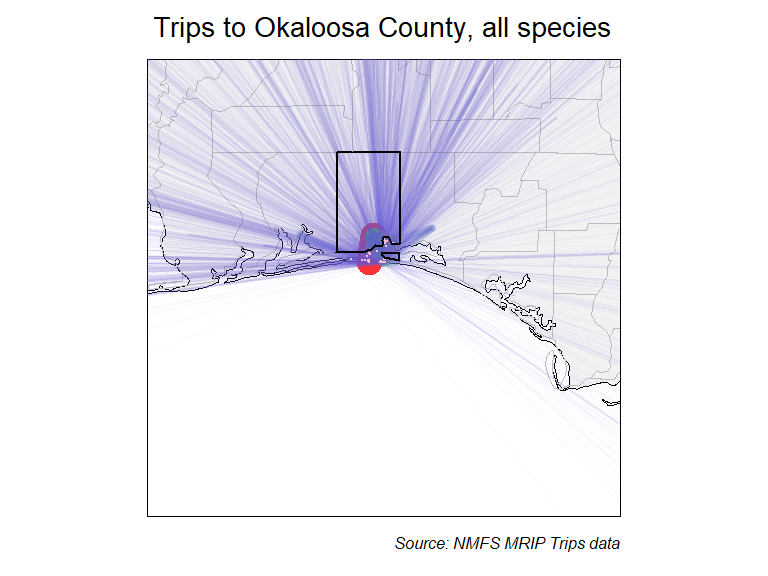 Trips to Okaloosa County, all species
Source: NMFS MRIP Trips data